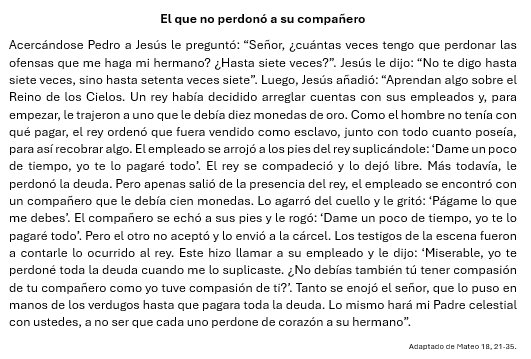 El que no perdonó a su compañero
Acercándose Pedro a Jesús le preguntó: “Señor, ¿cuántas veces tengo que perdonar las
ofensas que me haga mi hermano? ¿Hasta siete veces?”. Jesús le dijo: “No te digo hasta
siete veces, sino hasta setenta veces siete”. Luego, Jesús añadió: “Aprendan algo sobre el
Reino de los Cielos. Un rey había decidido arreglar cuentas con sus empleados y, para
empezar, le trajeron a uno que le debía diez monedas de oro. Como el hombre no tenía con
qué pagar, el rey ordenó que fuera vendido como esclavo, junto con todo cuanto poseía,
para así recobrar algo. El empleado se arrojó a los pies del rey suplicándole: ‘Dame un poco
de tiempo, yo te lo pagaré todo’. El rey se compadeció y lo dejó libre. Más todavía, le
perdonó la deuda. Pero apenas salió de la presencia del rey, el empleado se encontró con
un compañero que le debía cien monedas. Lo agarró del cuello y le gritó: ‘Págame lo que
me debes’. El compañero se echó a sus pies y le rogó: ‘Dame un poco de tiempo, yo te lo
pagaré todo’. Pero el otro no aceptó y lo envió a la cárcel. Los testigos de la escena fueron
a contarle lo ocurrido al rey. Este hizo llamar a su empleado y le dijo: ‘Miserable, yo te
perdoné toda la deuda cuando me lo suplicaste. ¿No debías también tú tener compasión
de tu compañero como yo tuve compasión de ti?’. Tanto se enojó el señor, que lo puso en
manos de los verdugos hasta que pagara toda la deuda. Lo mismo hará mi Padre celestial
con ustedes, a no ser que cada uno perdone de corazón a su hermano”.
Adaptado de Mateo 18, 21-35.